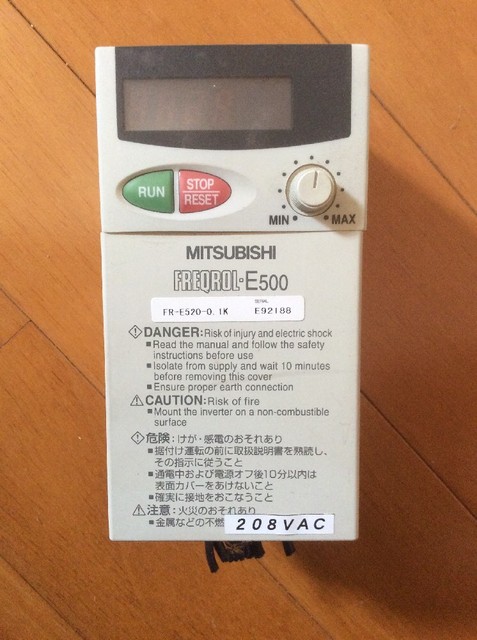 RUN
STOP
RESET
MIN
MAX
MITSUBISHI
FREQROL-E500
SERIAL
FR-E520-0.1K E92188
DANGER: Risk of injury and electric shock
Read the manual and follow the safety
instructions before use
Isolate from supply and wait 10 minutes
before removing this cover
Ensure proper earth connection
CAUTION: Risk of fire
Mount the inverter on a non-combustible
surface
危険：けが・感電のおそれあり
据付け運転の前に取扱説明書を熟読し、
その指示に従うこと
通電中および電源オフ後10分以内は
表面カバーをあけないこと
確実に接地をおこなうこと
注意：火災のおそれあり
金属などの不燃
208VAC